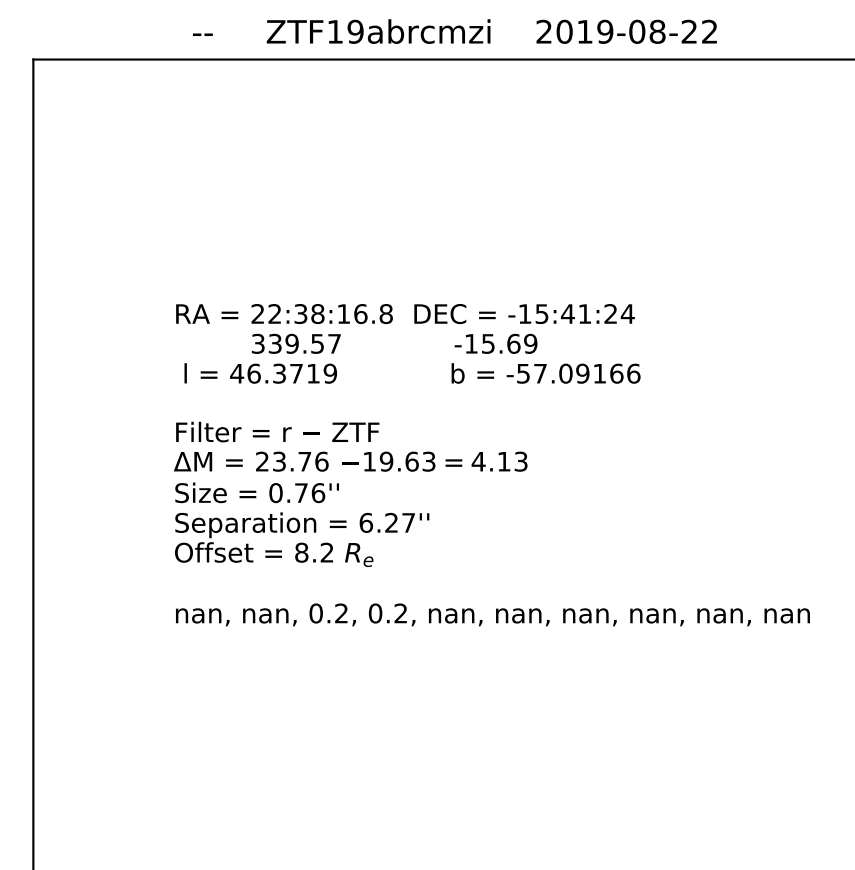 -- ZTF19abrcmzi 2019-08-22
RA = 22:38:16.8 DEC = -15:41:24
339.57 -15.69
l = 46.3719 b = -57.09166
Filter = r − ZTF
ΔM = 23.76 −19.63 = 4.13
Size = 0.76''
Separation = 6.27''
Offset = 8.2 Rₑ
nan, nan, 0.2, 0.2, nan, nan, nan, nan, nan, nan